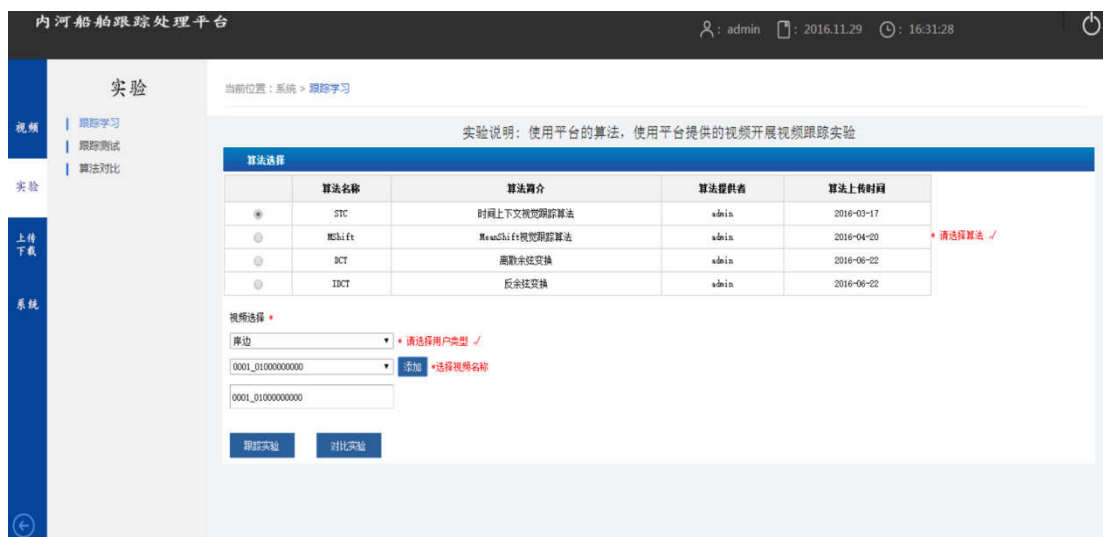 内河船舶跟踪处理平台
: admin : 2016.11.29 : 16:31:28
视频
实验
上传
下载
系统
实验
跟踪学习
跟踪测试
算法对比
当前位置：系统 > 跟踪学习
实验说明：使用平台的算法，使用平台提供的视频开展视频跟踪实验
算法选择
算法名称 算法简介 算法提供者 算法上传时间
STC 时间上下文视觉跟踪算法 admin 2016-03-17
MShift MeanShift视觉跟踪算法 admin 2016-04-20
DCT 离散余弦变换 admin 2016-06-22
IDCT 反余弦变换 admin 2016-06-22
* 请选择算法 √
视频选择 *
岸边 * 请选择用户类型 √
0001_01000000000 添加 *选择视频名称
0001_01000000000
跟踪实验 对比实验